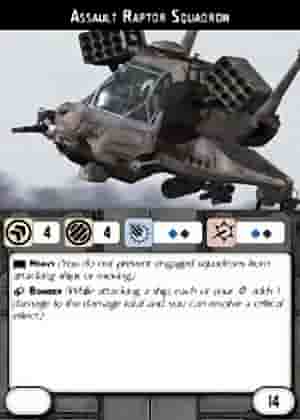 ASSAULT RAPTOR SQUADRON
4 4
HEAVY (You do not prevent engaged squadrons from
attacking ships or moving.)
BOMBER (While attacking a ship, each of your adds 1
damage to the damage total and you can resolve a critical
effect.)
14